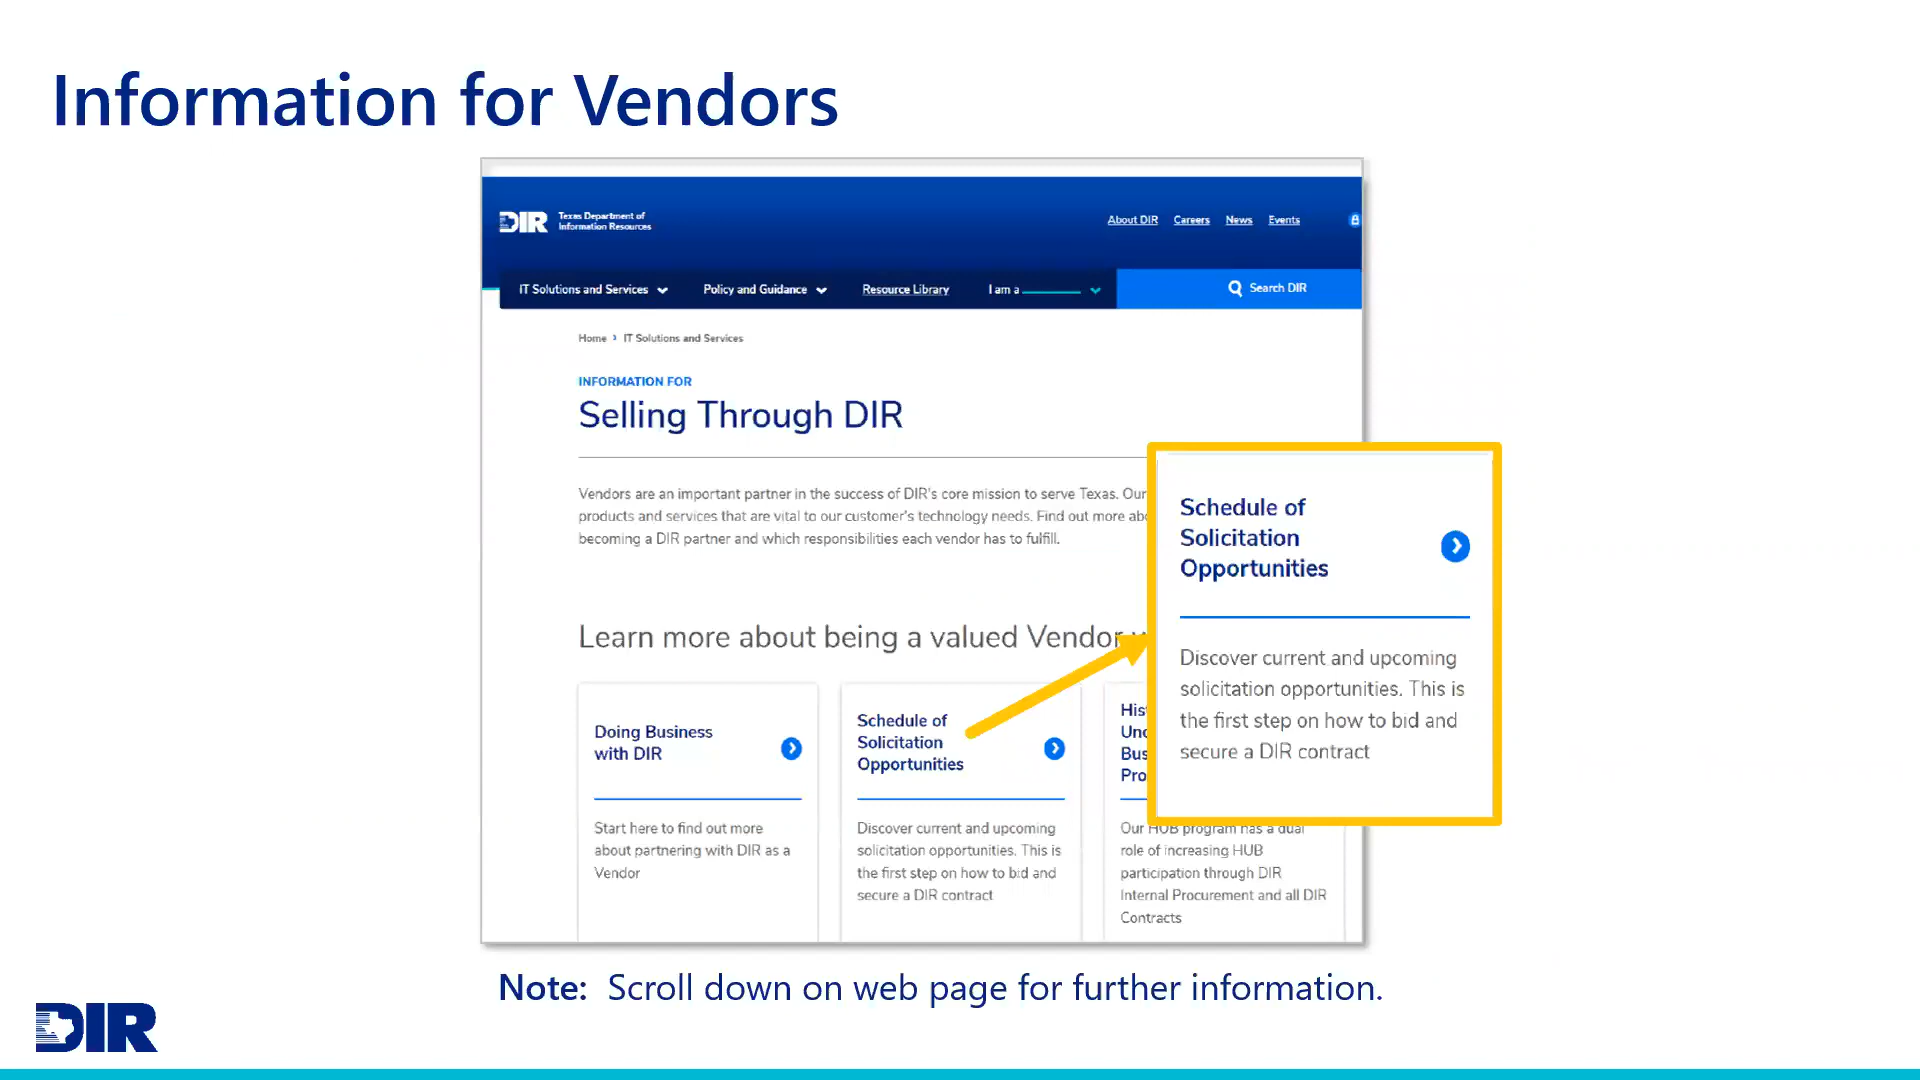 Information for Vendors
DIR
Texas Department of
Information Resources
About DIR Careers News Events
IT Solutions and Services Policy and Guidance Resource Library I am a Search DIR
Home IT Solutions and Services
INFORMATION FOR
Selling Through DIR
Vendors are an important partner in the success of DIR's core mission to serve Texas. Our
products and services that are vital to our customer's technology needs. Find out more
becoming a DIR partner and which responsibilities each vendor has to fulfill.
Learn more about being a valued Vendor
Doing Business
with DIR
Start here to find out more
about partnering with DIR as a
Vendor
Schedule of
Solicitation
Opportunities
Discover current and upcoming
solicitation opportunities. This is
the first step on how to bid and
secure a DIR contract
Our HUB program has a dual
role of increasing HUB
participation through DIR
Internal Procurement and all DIR
Contracts
Schedule of
Solicitation
Opportunities
Discover current and upcoming
solicitation opportunities. This is
the first step on how to bid and
secure a DIR contract
Note: Scroll down on web page for further information.
DIR